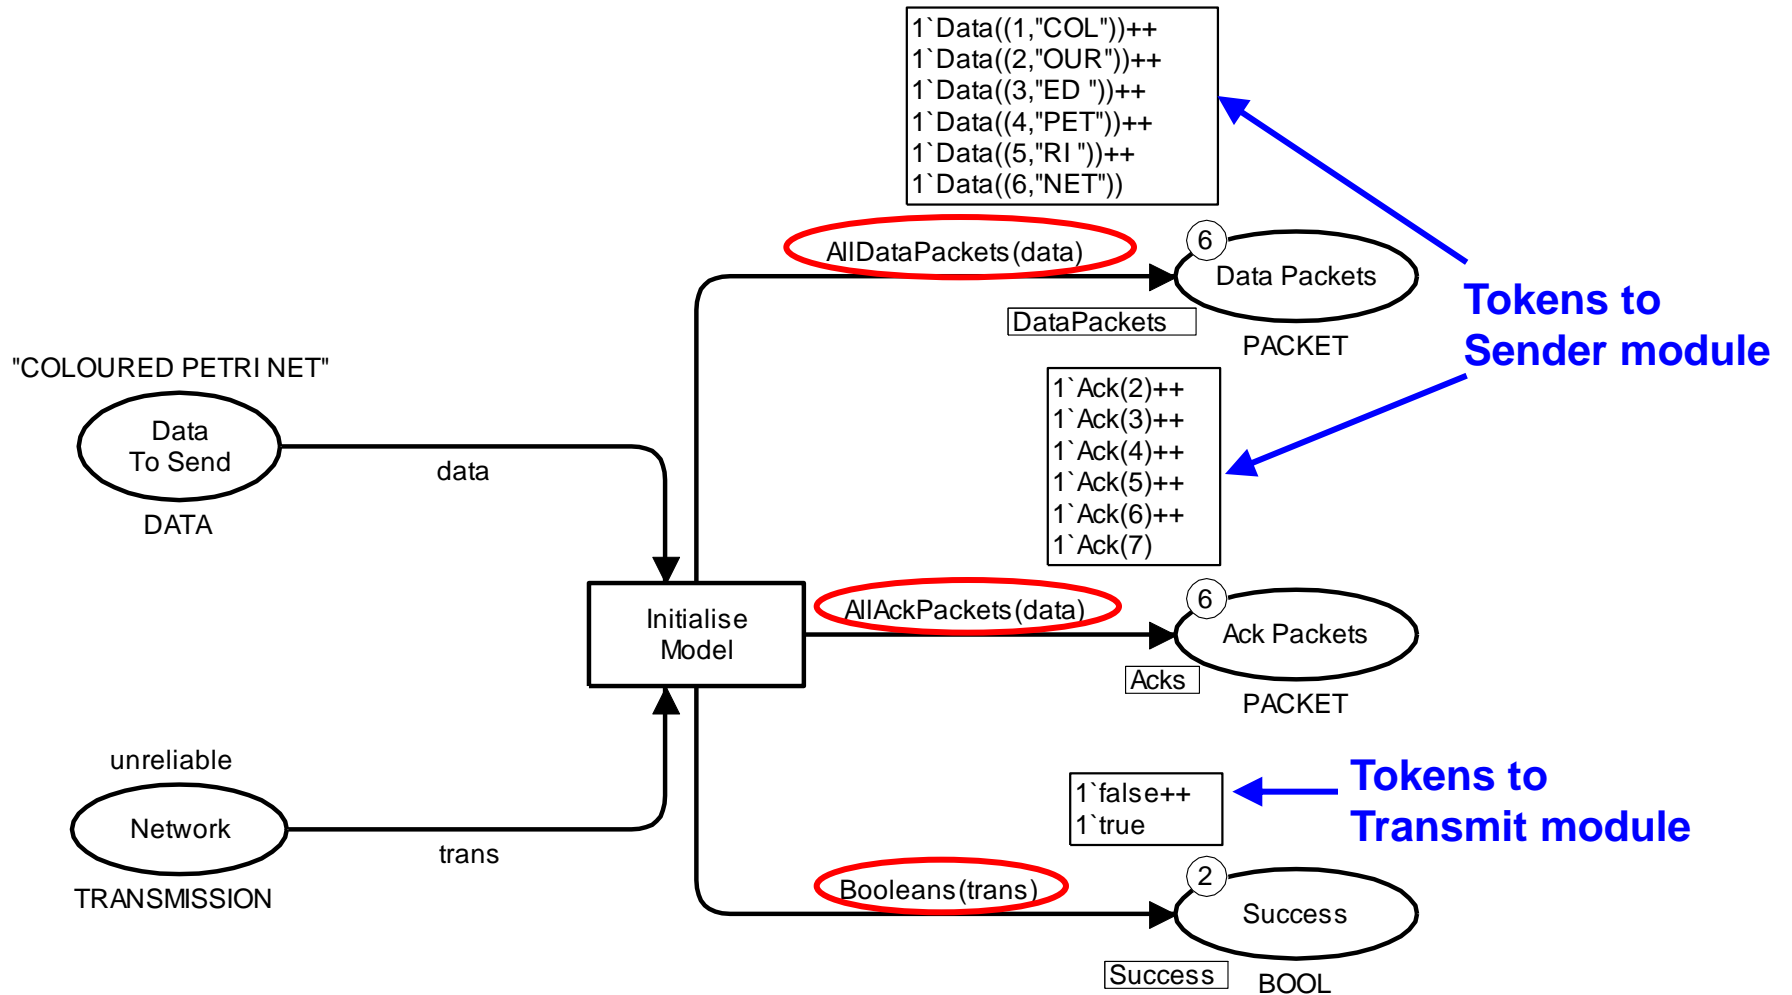 1`Data((1,"COL"))++
1`Data((2,"OUR"))++
1`Data((3,"ED "))++
1`Data((4,"PET"))++
1`Data((5,"RI "))++
1`Data((6,"NET"))
AllDataPackets(data)
6
Data Packets
DataPackets
PACKET
Tokens to
Sender module
"COLOURED PETRI NET"
Data
To Send
DATA
data
1`Ack(2)++
1`Ack(3)++
1`Ack(4)++
1`Ack(5)++
1`Ack(6)++
1`Ack(7)
Initialise
Model
AllAckPackets(data)
6
Ack Packets
Acks
PACKET
unreliable
Network
TRANSMISSION
trans
1`false++
1`true
Tokens to
Transmit module
Booleans(trans)
2
Success
Success
BOOL